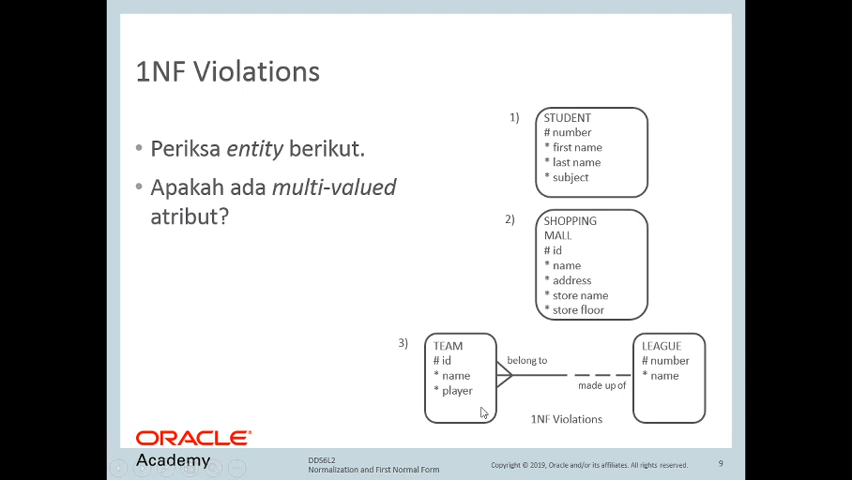 1NF Violations
• Periksa entity berikut.
• Apakah ada multi-valued
atribut?
1)
STUDENT
# number
* first name
* last name
* subject
2)
SHOPPING
MALL
# id
* name
* address
* store name
* store floor
3)
TEAM
# id
* name
* player
belong to
made up of
LEAGUE
# number
* name
1NF Violations
ORACLE®
Academy
DDS6L2
Normalization and First Normal Form
Copyright © 2019, Oracle and/or its affiliates. All rights reserved.
9